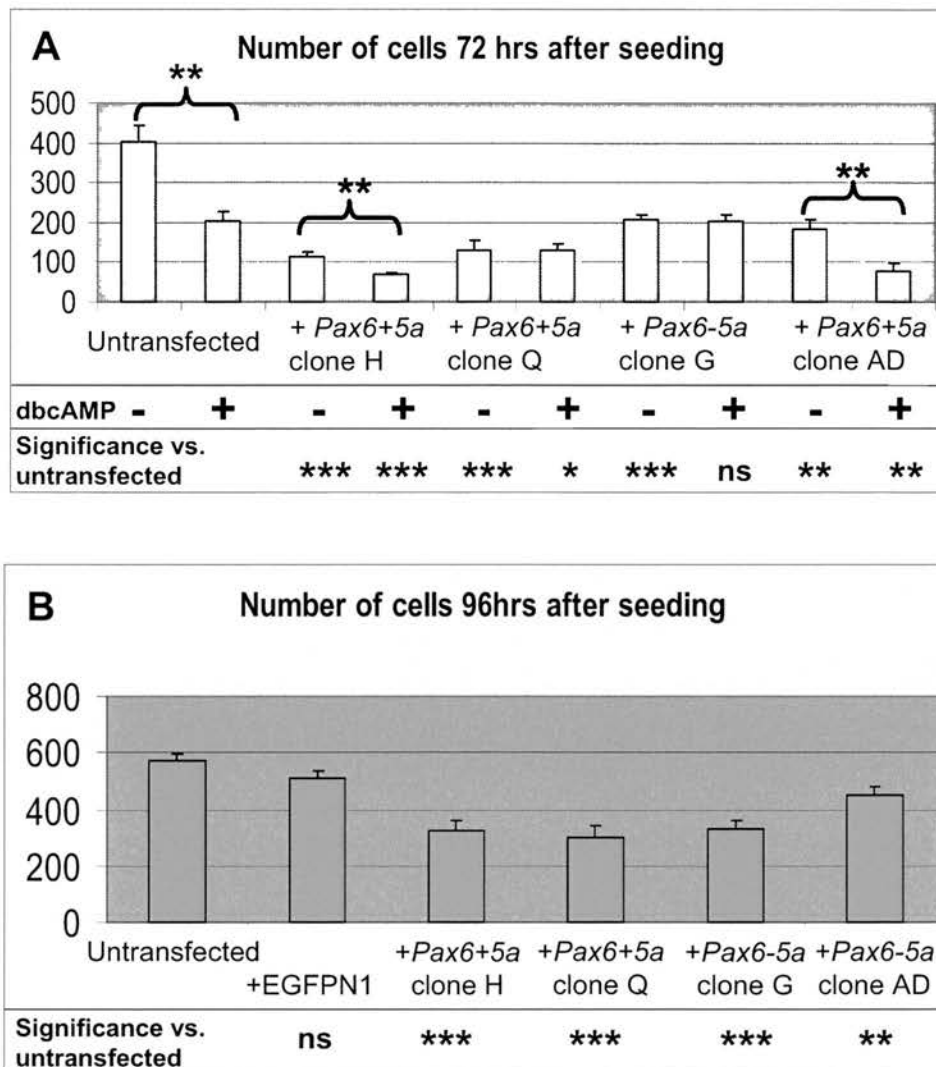 A Number of cells 72 hrs after seeding
**
500
400
300
200
100
0
**
**
Untransfected
+ Pax6+5a
clone H
+ Pax6+5a
clone Q
+ Pax6-5a
clone G
+ Pax6+5a
clone AD
dbcAMP - + - + - + - + - +
Significance vs.
untransfected *** *** *** * *** ns ** **
B Number of cells 96hrs after seeding
800
600
400
200
0
Untransfected
+EGFPN1
+Pax6+5a
clone H
+Pax6+5a
clone Q
+Pax6-5a
clone G
+Pax6-5a
clone AD
Significance vs.
untransfected ns *** *** *** **